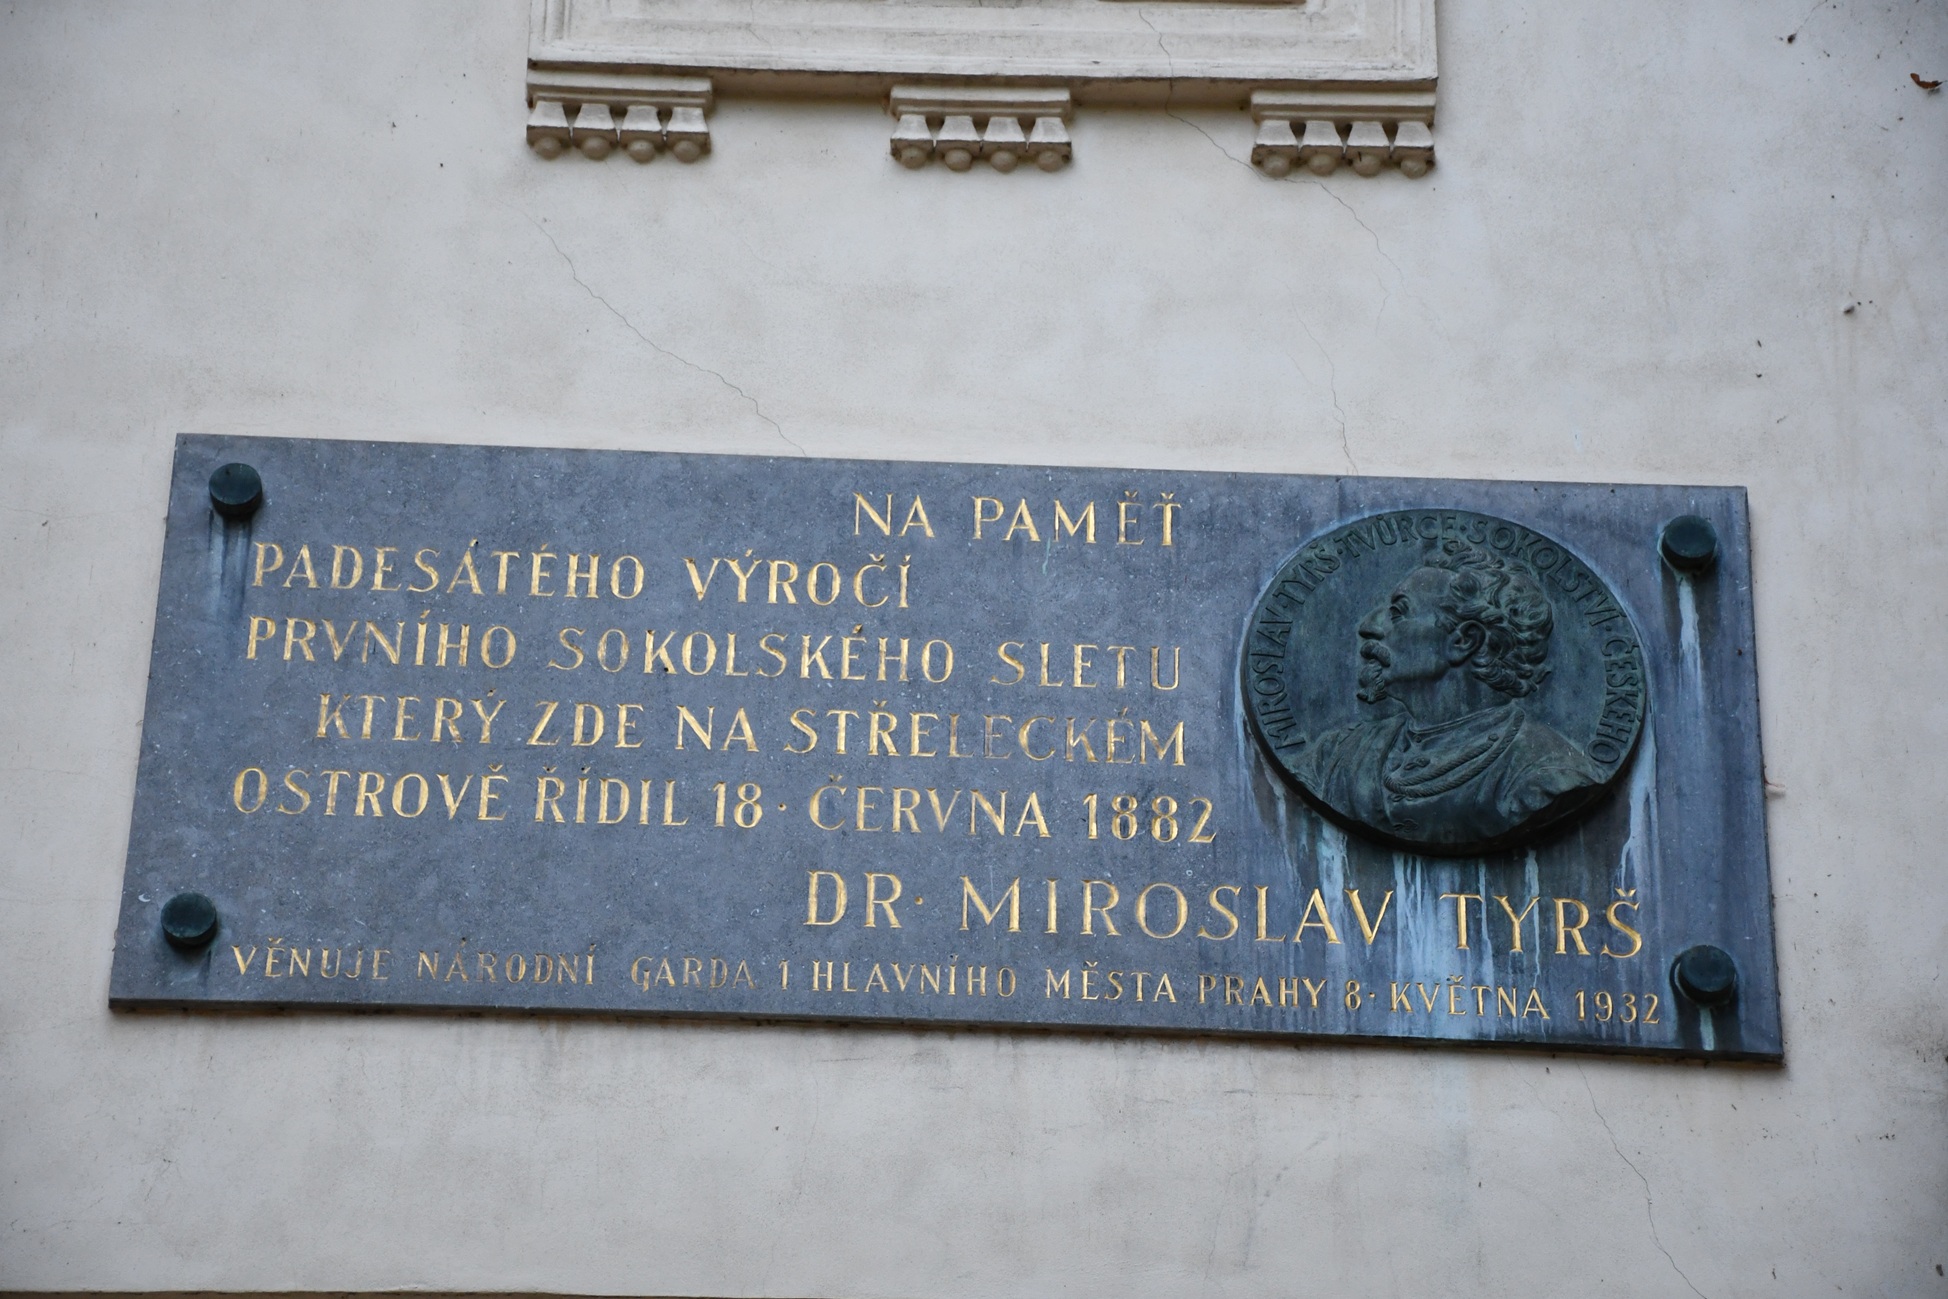 NA PAMĚŤ
PADESÁTÉHO VÝROČÍ
PRVNÍHO SOKOLSKÉHO SLETU
KTERÝ ZDE NA STŘELECKÉM
OSTROVĚ ŘÍDIL 18· ČERVNA 1882
DR· MIROSLAV TYRŠ
VĚNUJE NÁRODNÍ GARDA 1 HLAVNÍHO MĚSTA PRAHY 8· KVĚTNA 1932
MIROSLAV·TYRŠ·TVŮRCE·SOKOLSTVI·ČESKÉHO